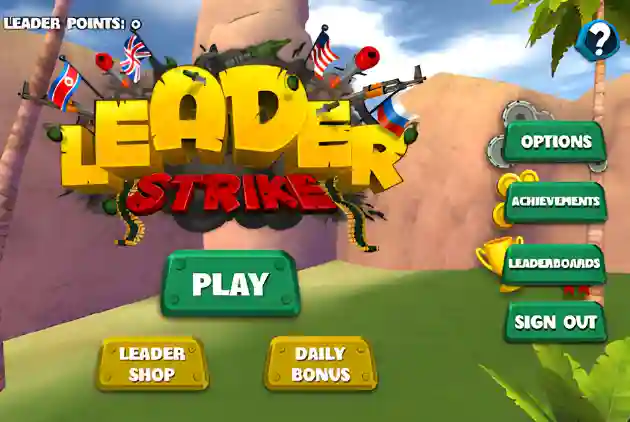 LEADER POINTS: 0
LEADER
STRIKE
?
OPTIONS
ACHIEVEMENTS
LEADERBOARDS
PLAY
SIGN OUT
LEADER
SHOP
DAILY
BONUS